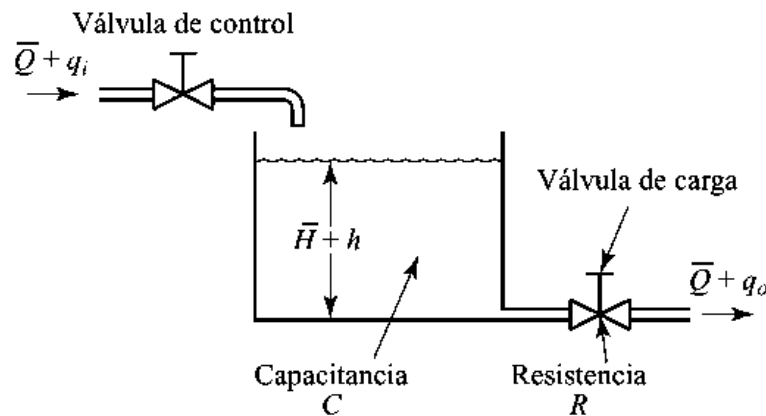 Válvula de control
Q̅ + qᵢ
Válvula de carga
H̅ + h
Q̅ + qₒ
Capacitancia
C
Resistencia
R